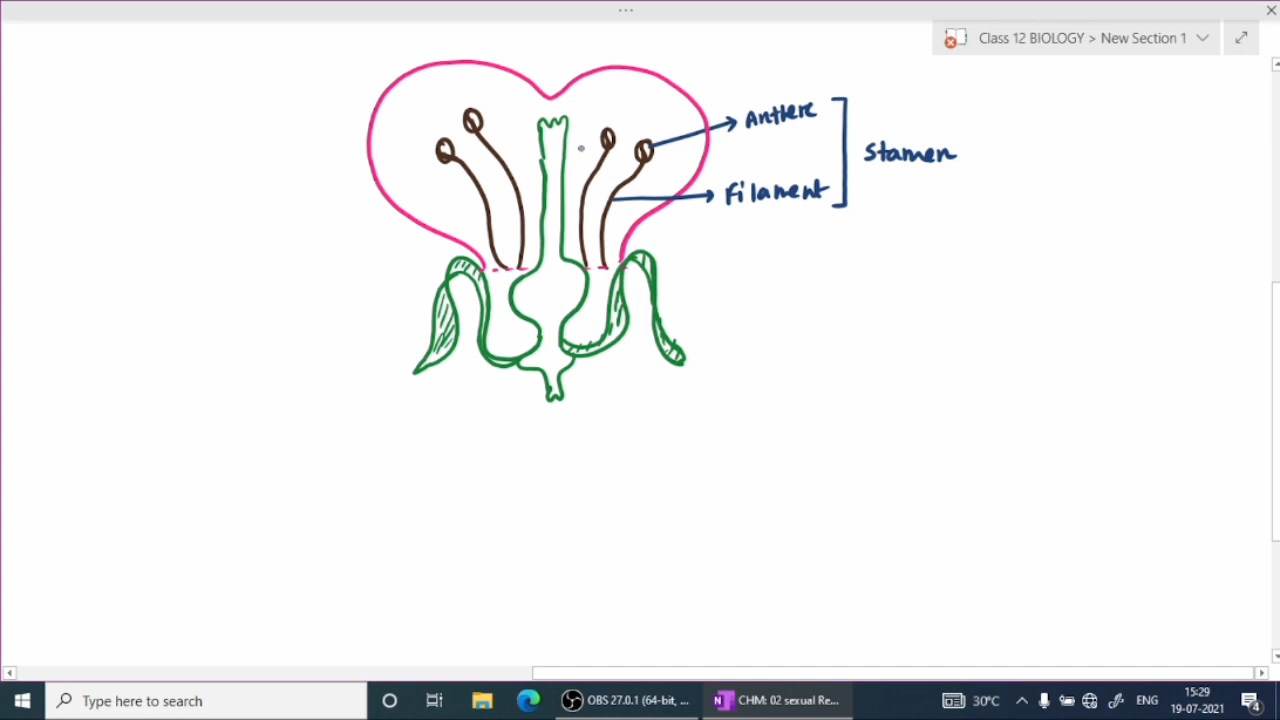 ...
Class 12 BIOLOGY > New Section 1
Anthere
Stamen
Filament
Type here to search
OBS 27.0.1 (64-bit, ...
CHM: 02 sexual Re...
30°C
ENG
15:29
19-07-2021
4